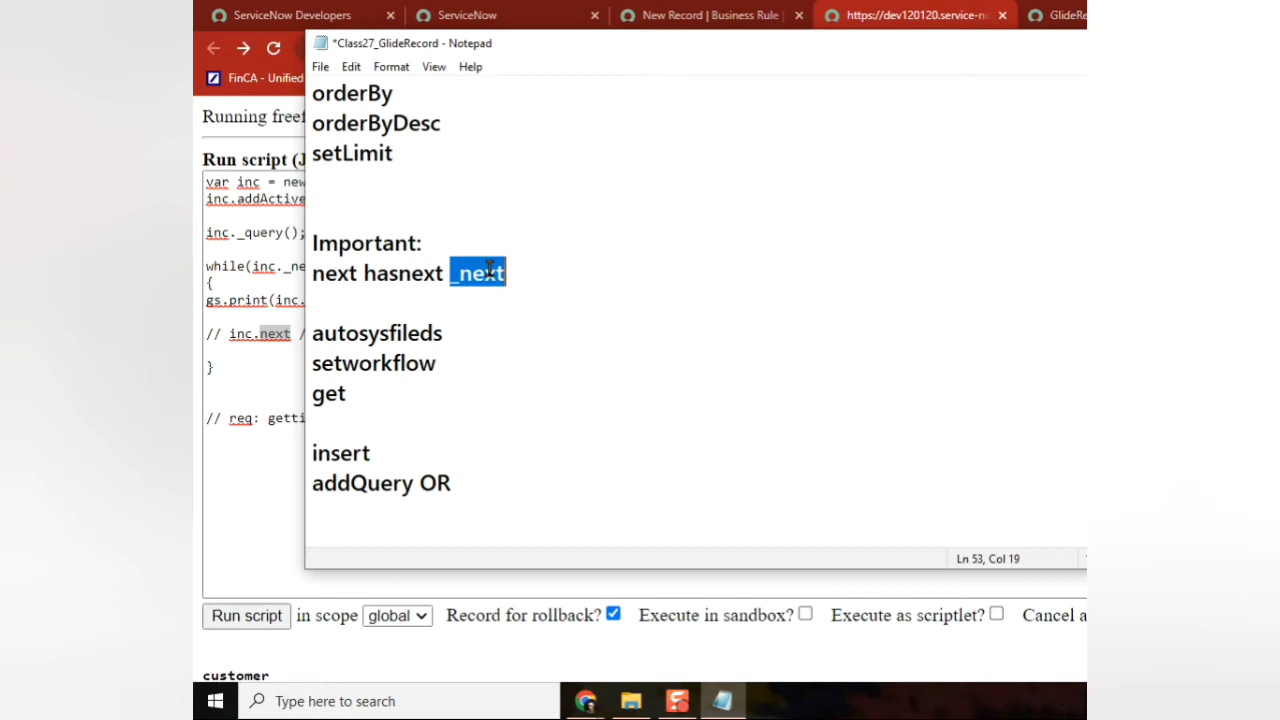 ServiceNow Developers
ServiceNow
New Record | Business Rule |
https://dev120120.service-n
GlideRe
*Class27_GlideRecord - Notepad
File Edit Format View Help
FinCA - Unified
orderBy
orderByDesc
setLimit
Important:
next hasnext _next
autosysfileds
setworkflow
get
insert
addQuery OR
Ln 53, Col 19
Running freef
Run script (J
var inc = new
inc.addActive
inc._query();
while(inc._ne
{
gs.print(inc.
// inc.next /
}
// req: getti
Run script in scope global Record for rollback? Execute in sandbox? Execute as scriptlet? Cancel a
customer
Type here to search